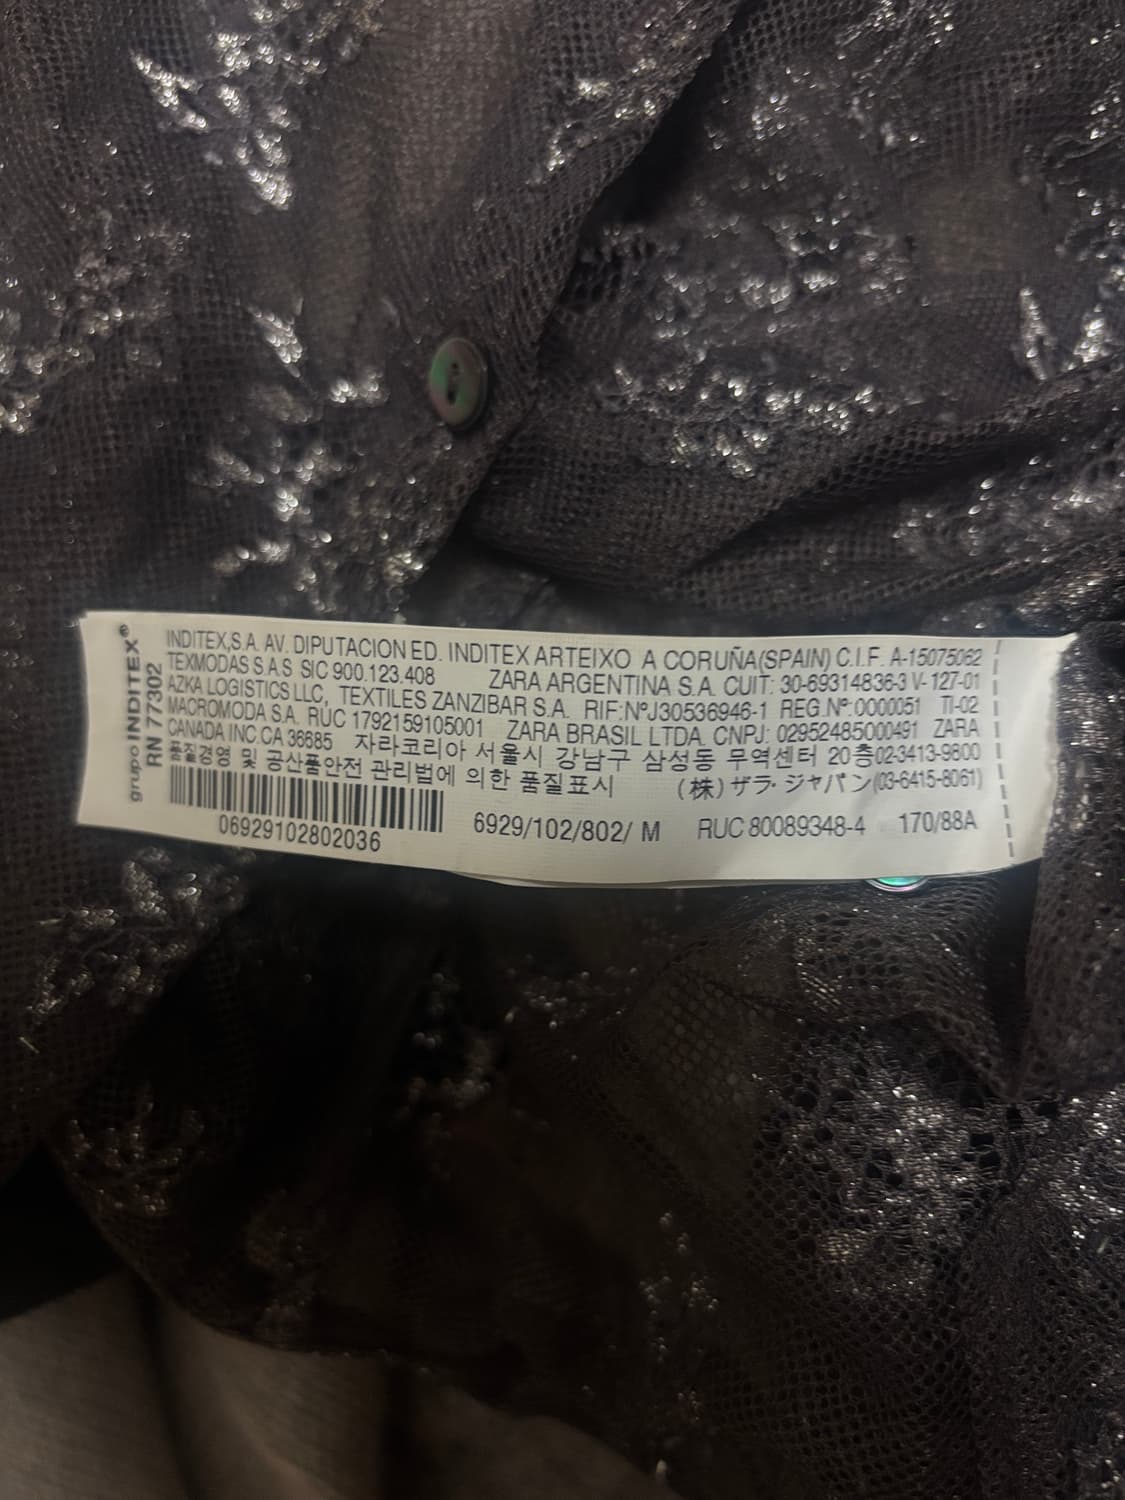 grupo INDITEX®
RN 77302
INDITEX,S.A. AV. DIPUTACION ED. INDITEX ARTEIXO A CORUÑA(SPAIN) C.I.F. A-15075062
TEXMODAS S.A.S SIC 900.123.408 ZARA ARGENTINA S.A. CUIT: 30-69314836-3 V-127-01
AZKA LOGISTICS LLC, TEXTILES ZANZIBAR S.A. RIF:NºJ30536946-1 REG Nº:0000051 TI-02
MACROMODA S.A. RUC 1792159105001 ZARA BRASIL LTDA. CNPJ: 02952485000491 ZARA
CANADA INC.CA 36685 자라코리아 서울시 강남구 삼성동 무역센터 20층02-3413-9800
품질경영 및 공산품안전 관리법에 의한 품질표시 (株)ザラ・ジャパン(03-6415-8061)
06929102802036 6929/102/802/ M RUC 80089348-4 170/88A